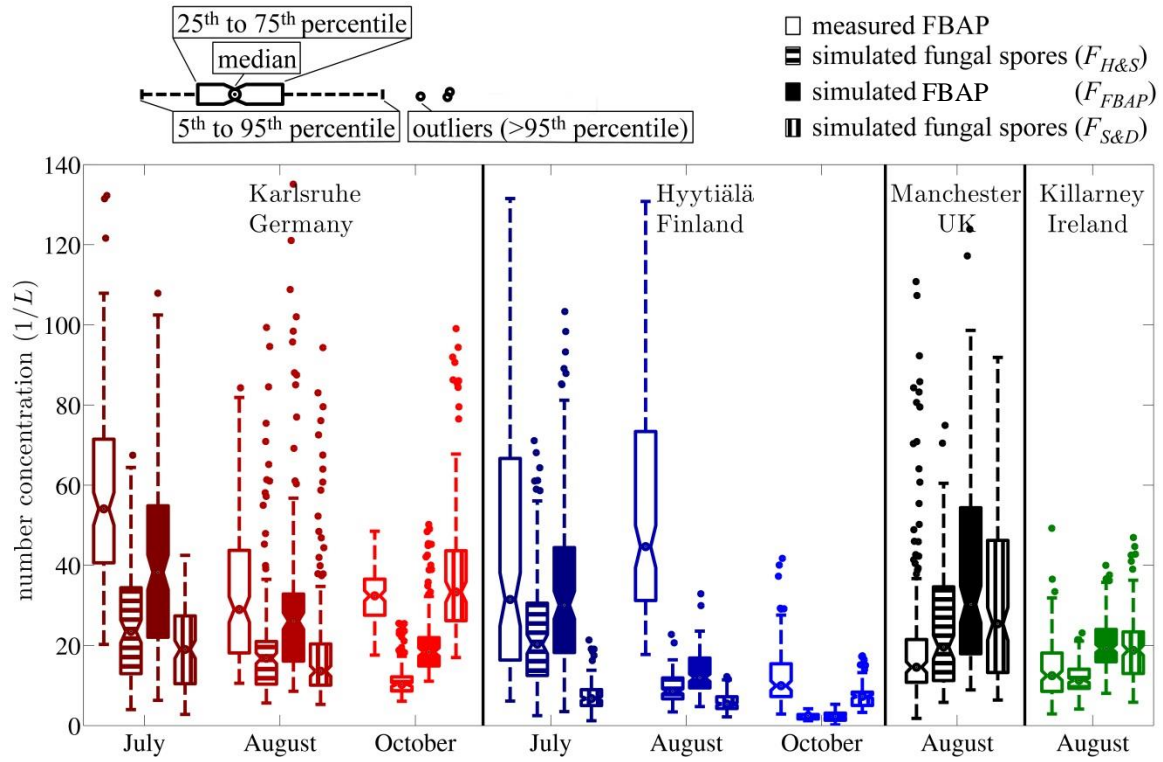 25th to 75th percentile
median
5th to 95th percentile
outliers (>95th percentile)
measured FBAP
simulated fungal spores (FH&S)
simulated FBAP (FFBAP)
simulated fungal spores (FS&D)
number concentration (1/L)
140
120
100
80
60
40
20
0
Karlsruhe
Germany
Hyytiälä
Finland
Manchester
UK
Killarney
Ireland
July
August
October
July
August
October
August
August